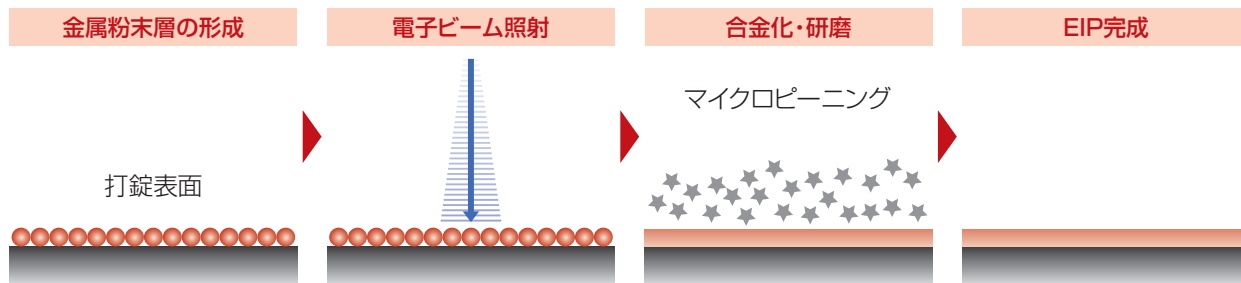 金属粉末層の形成
電子ビーム照射
合金化・研磨
EIP完成
打錠表面
マイクロピーニング